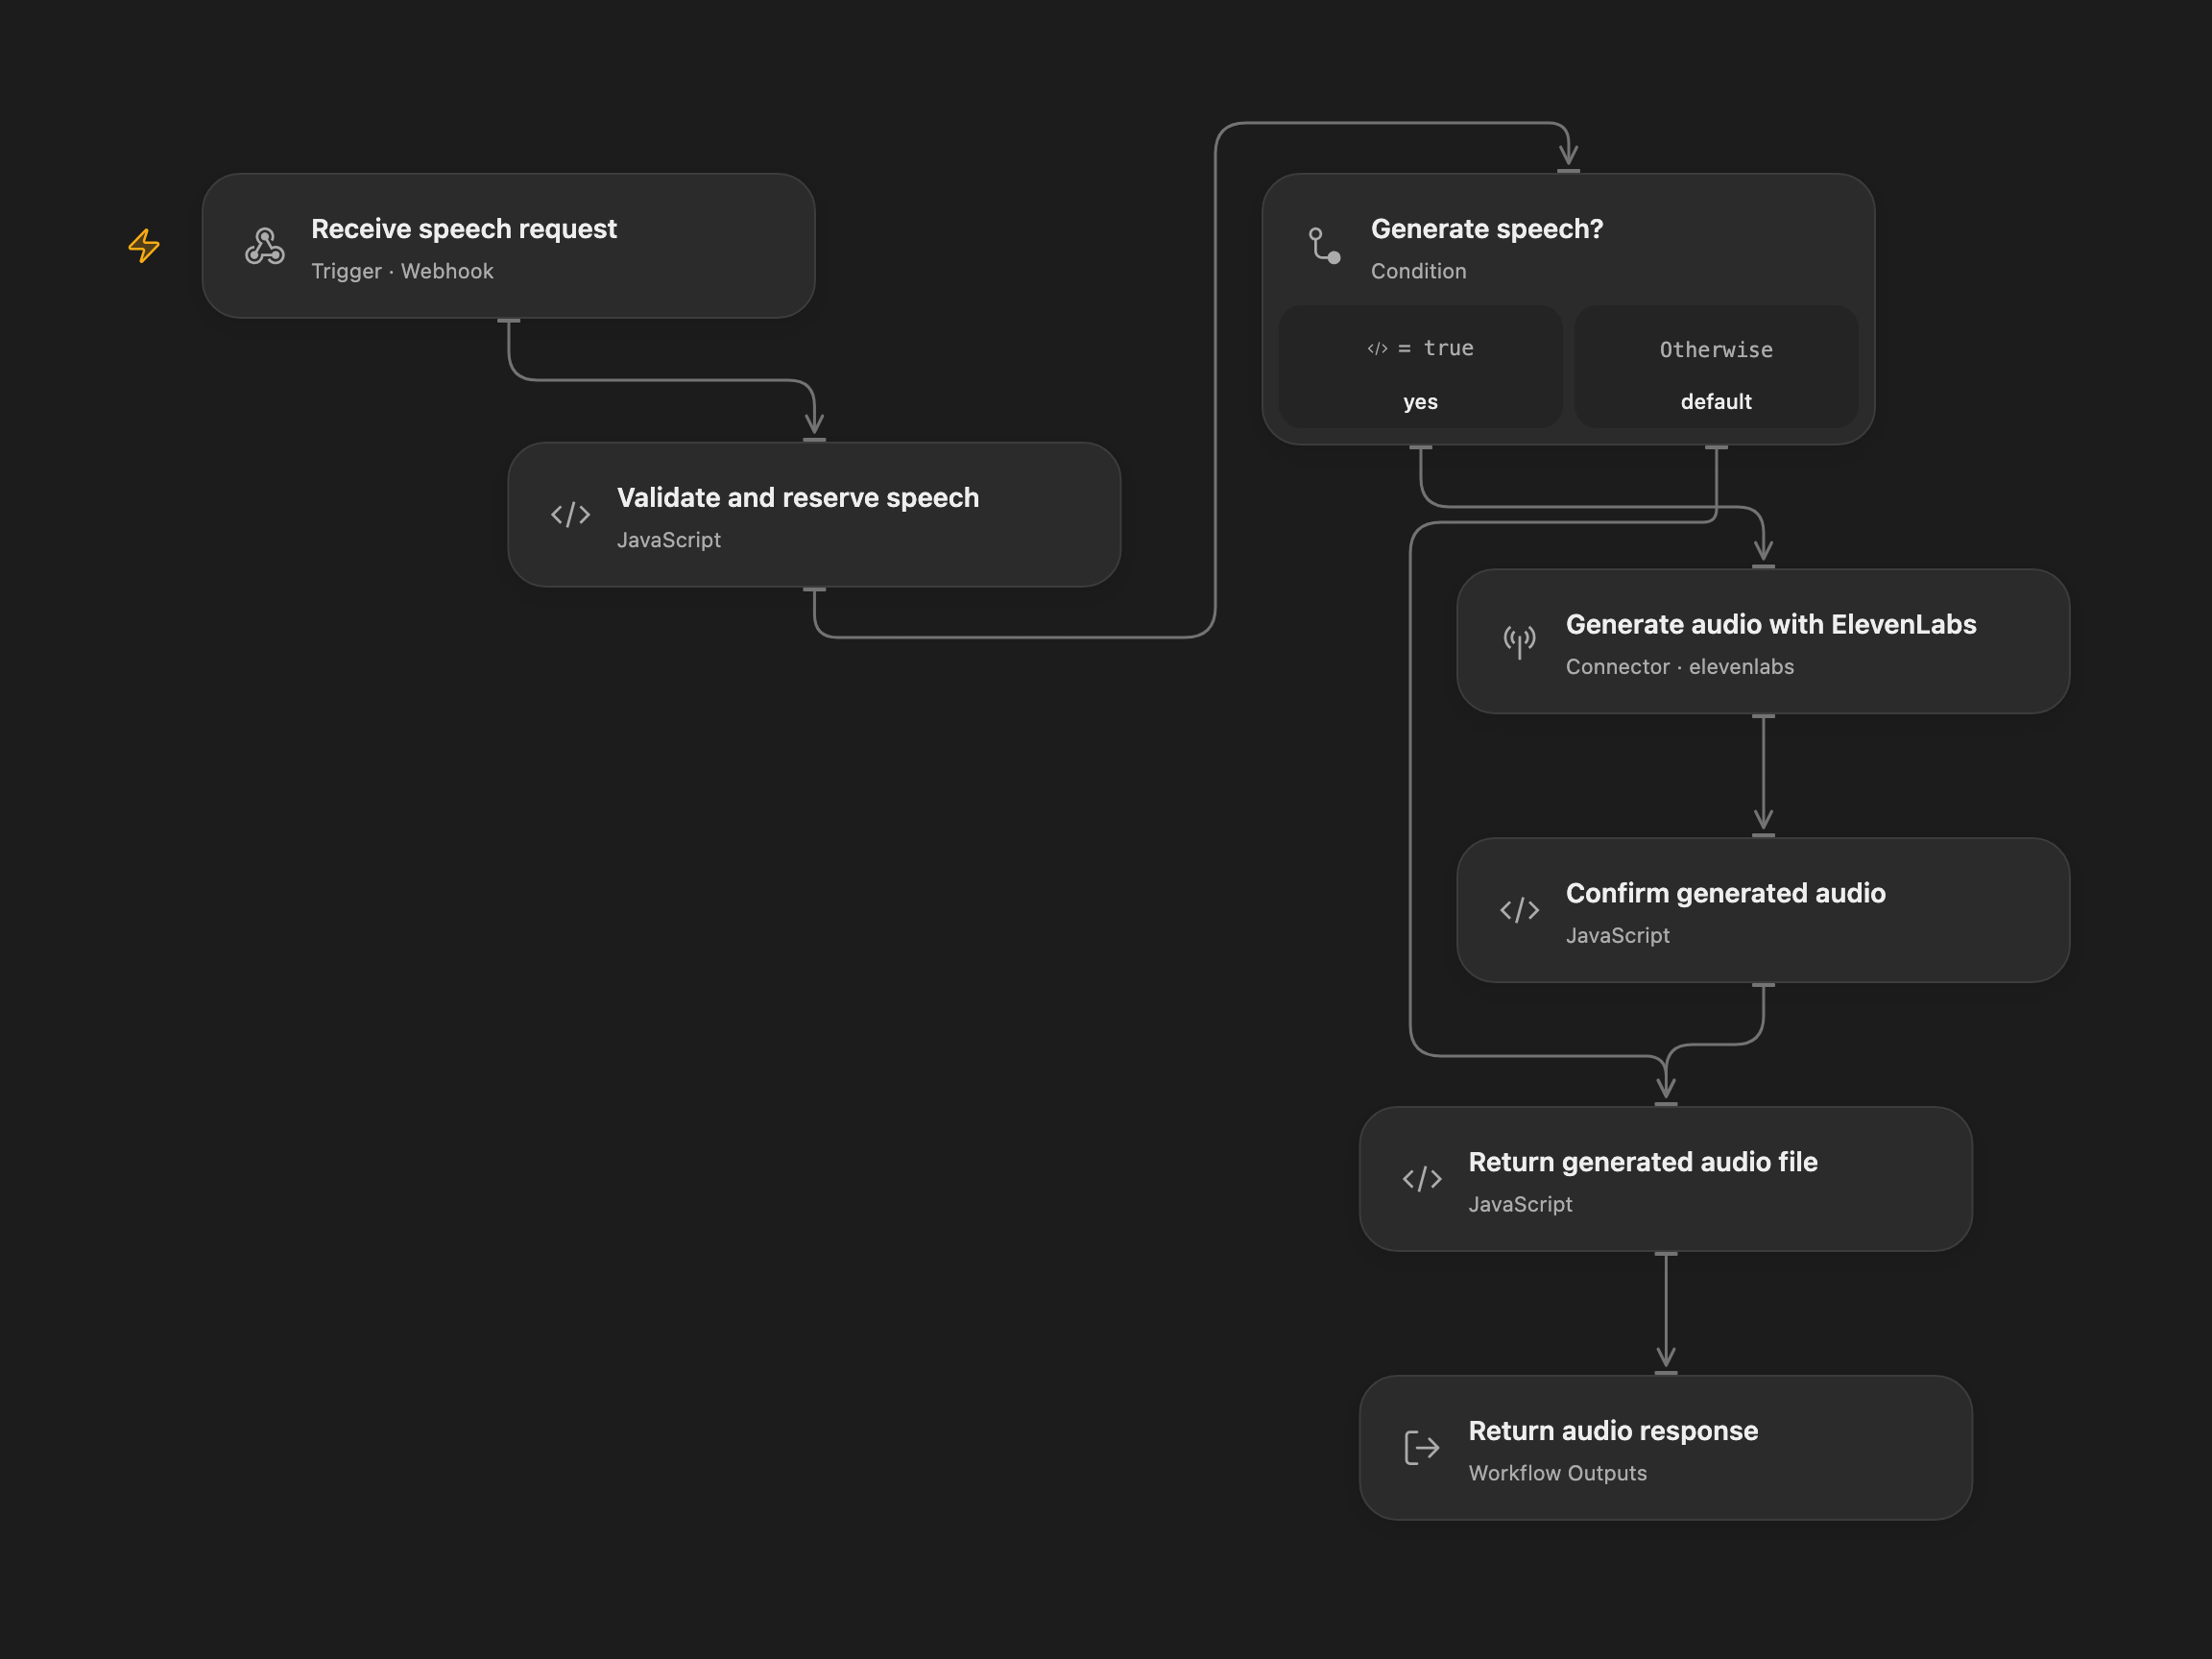 Receive speech request
Trigger · Webhook
Validate and reserve speech
JavaScript
Generate speech?
Condition
</> = true
yes
Otherwise
default
Generate audio with ElevenLabs
Connector · elevenlabs
Confirm generated audio
JavaScript
Return generated audio file
JavaScript
Return audio response
Workflow Outputs